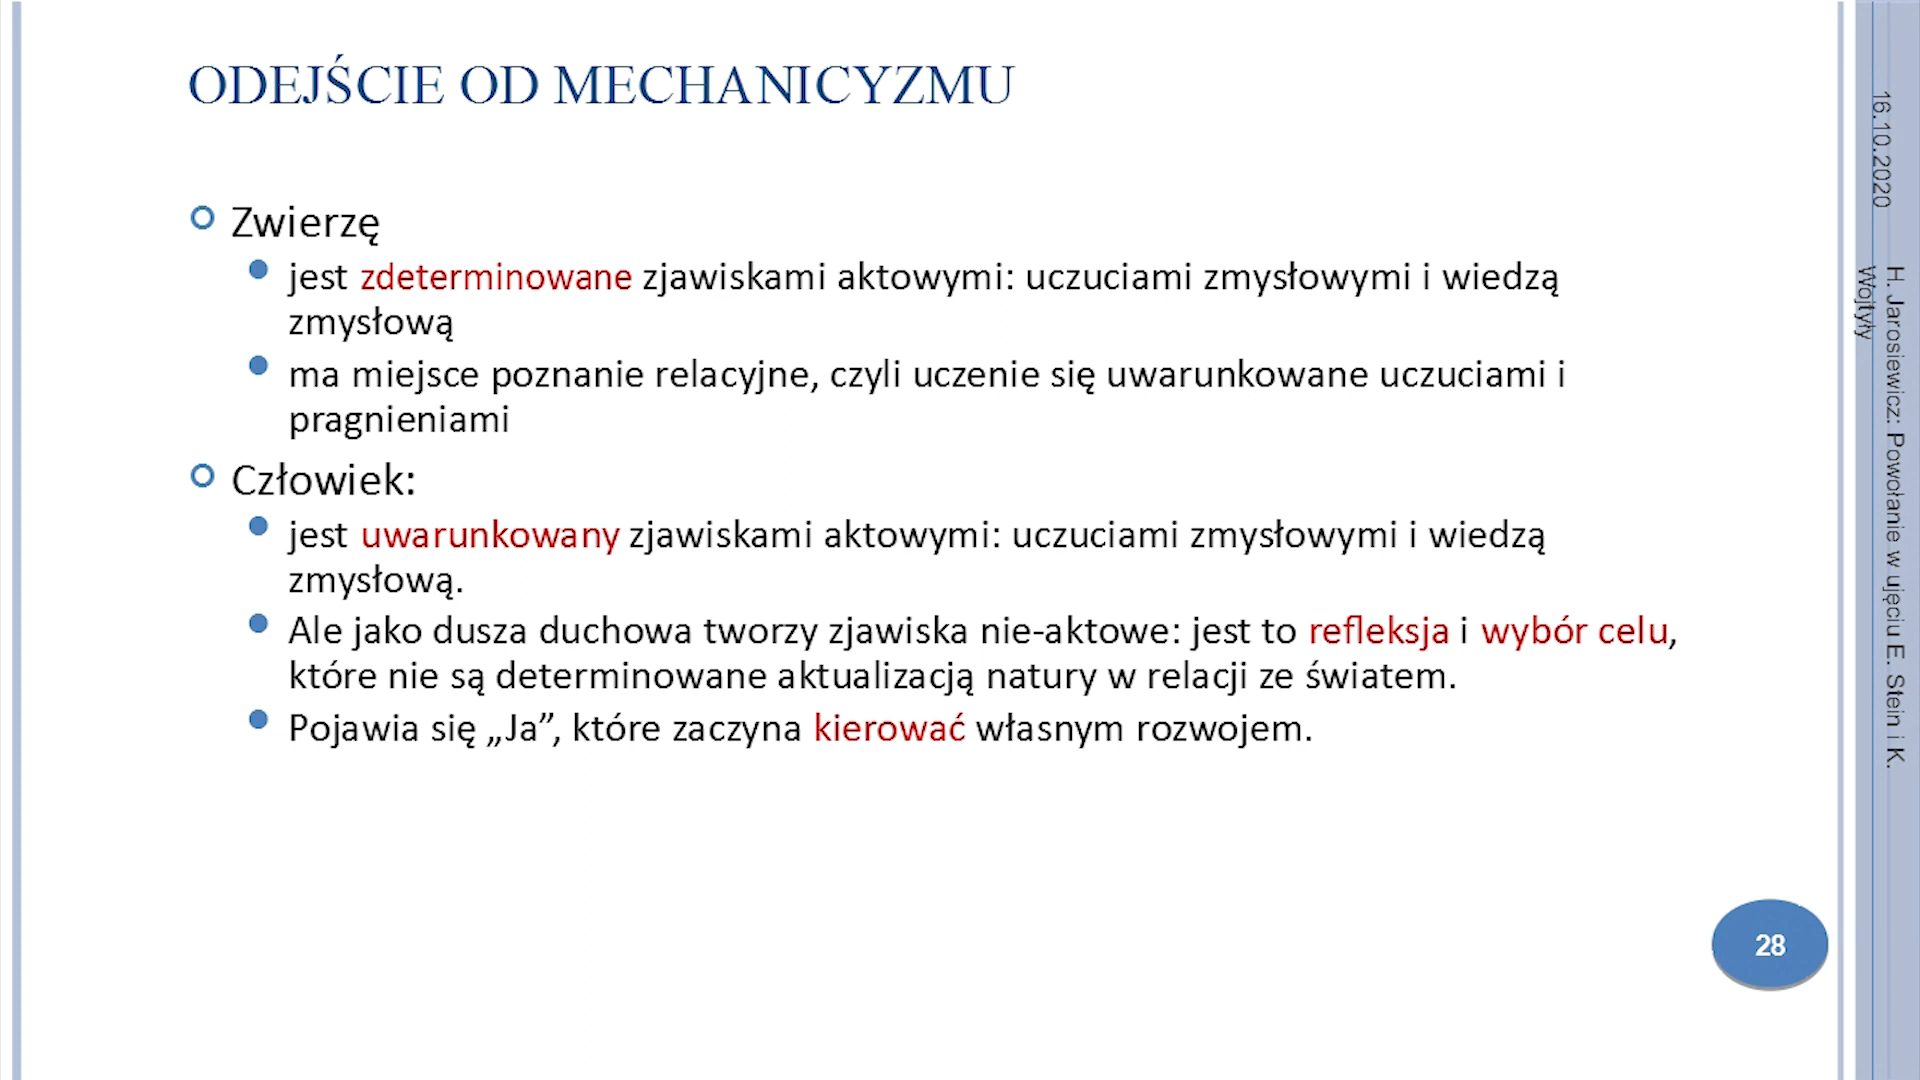 ODEJŚCIE OD MECHANICYZMU
Zwierzę
jest zdeterminowane zjawiskami aktowymi: uczuciami zmysłowymi i wiedzą
zmysłową
ma miejsce poznanie relacyjne, czyli uczenie się uwarunkowane uczuciami i
pragnieniami
Człowiek:
jest uwarunkowany zjawiskami aktowymi: uczuciami zmysłowymi i wiedzą
zmysłową.
Ale jako dusza duchowa tworzy zjawiska nie-aktowe: jest to refleksja i wybór celu,
które nie są determinowane aktualizacją natury w relacji ze światem.
Pojawia się „Ja”, które zaczyna kierować własnym rozwojem.
16.10.2020
H. Jarosiewicz: Powołanie w ujęciu E. Stein i K.
Wojtyły
28